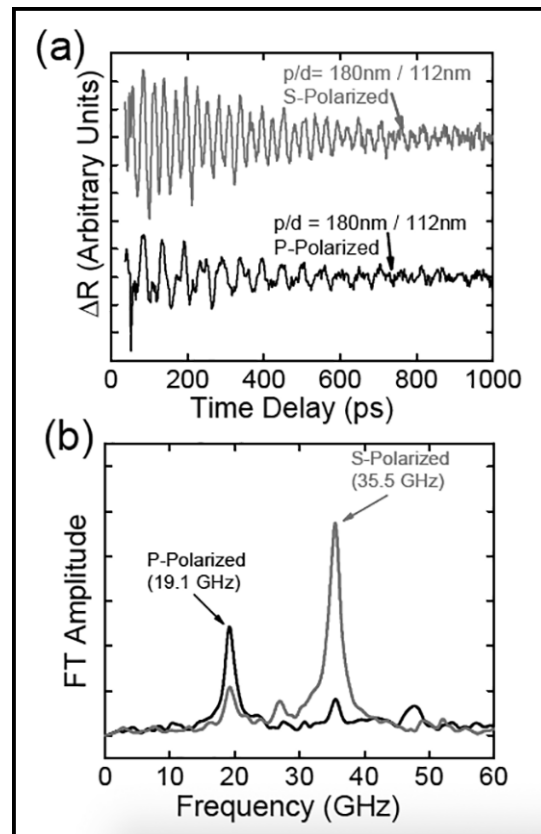 (a)
p/d= 180nm / 112nm
S-Polarized
p/d = 180nm / 112nm
P-Polarized
ΔR (Arbitrary Units)
0 200 400 600 800 1000
Time Delay (ps)
(b)
S-Polarized
(35.5 GHz)
P-Polarized
(19.1 GHz)
FT Amplitude
0 10 20 30 40 50 60
Frequency (GHz)